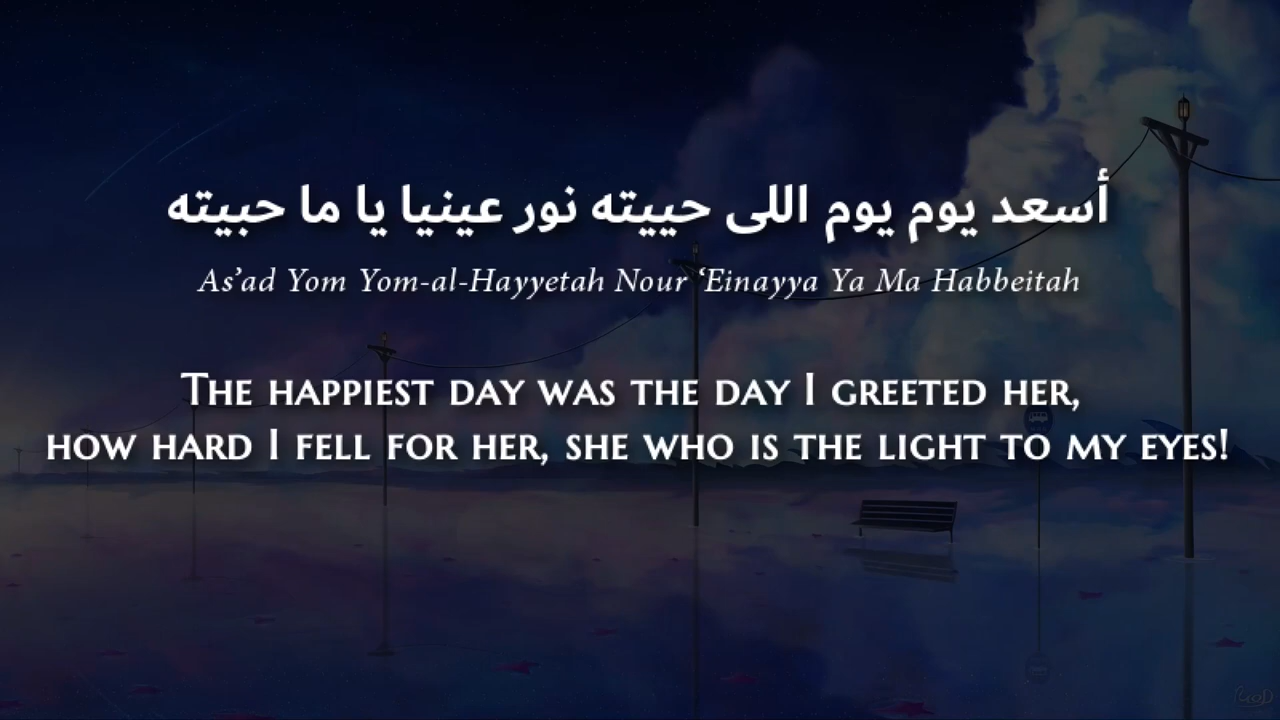 أسعد يوم يوم اللى حييته نور عينيا يا ما حبيته
As’ad Yom Yom-al-Hayyetah Nour ‘Einayya Ya Ma Habbeitah
The happiest day was the day I greeted her,
how hard I fell for her, she who is the light to my eyes!